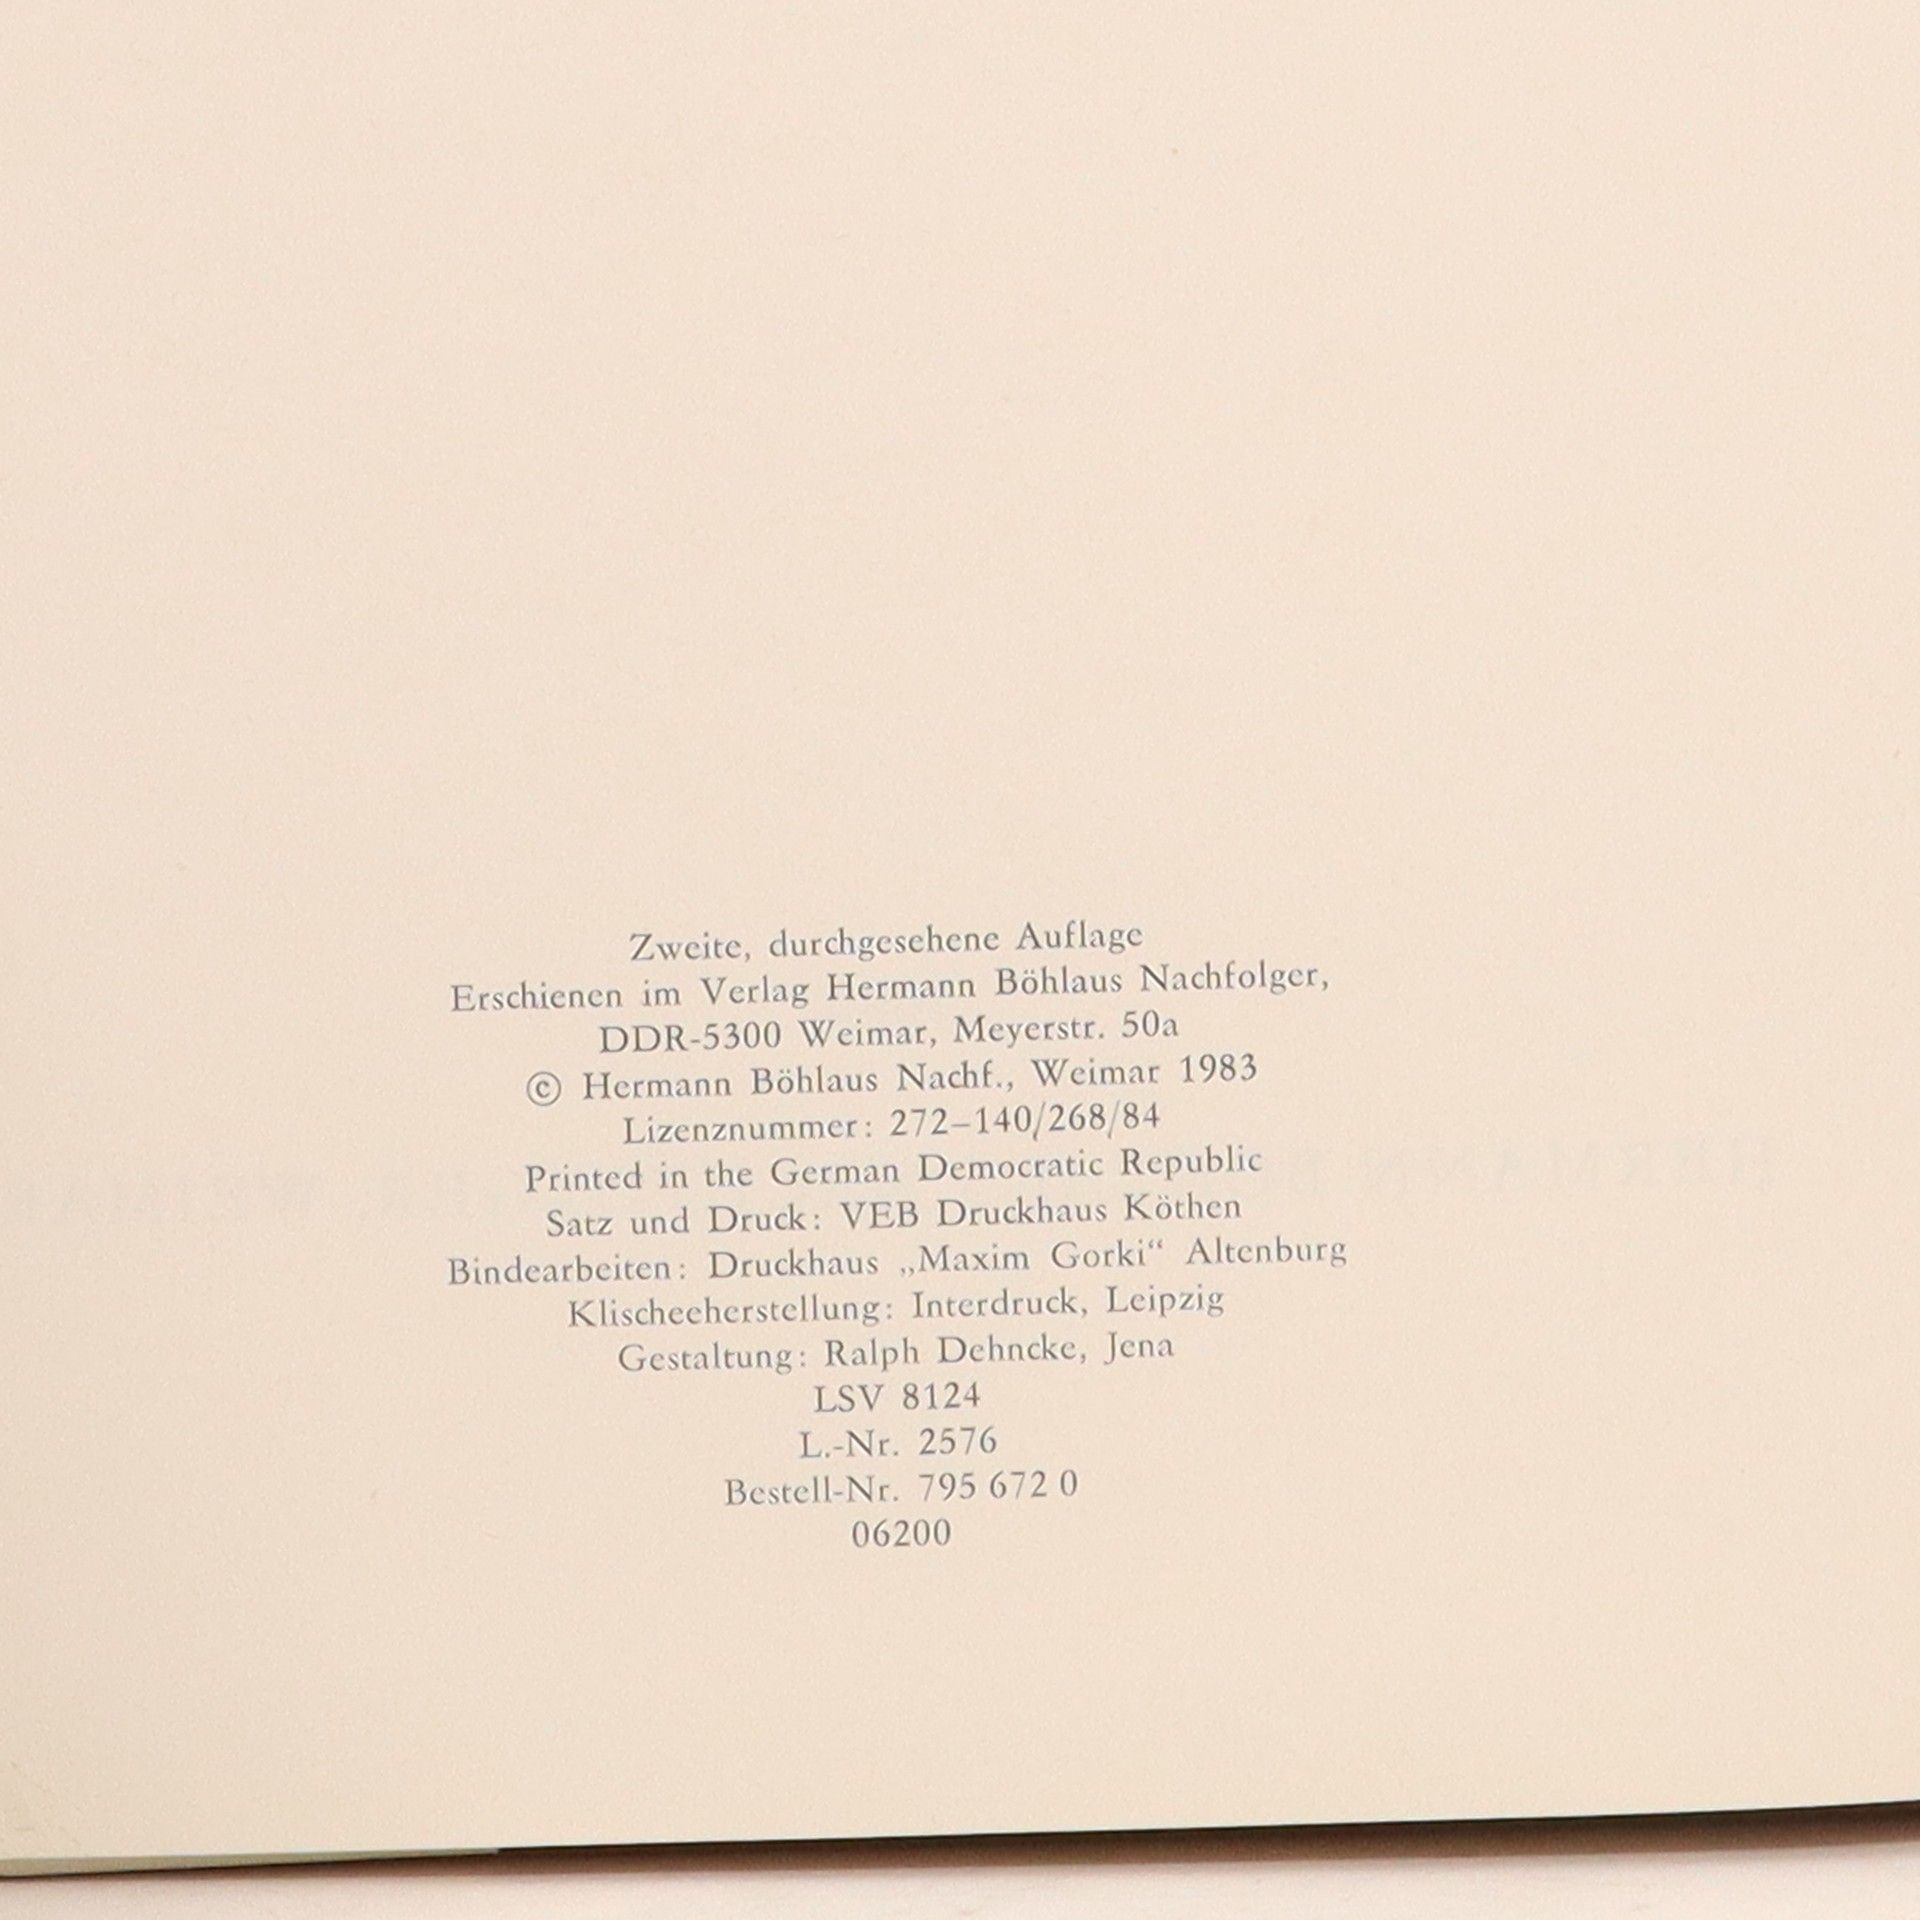 Zweite, durchgesehene Auflage
Erschienen im Verlag Hermann Böhlaus Nachfolger,
DDR-5300 Weimar, Meyerstr. 50a
© Hermann Böhlaus Nachf., Weimar 1983
Lizenznummer: 272–140/268/84
Printed in the German Democratic Republic
Satz und Druck: VEB Druckhaus Köthen
Bindearbeiten: Druckhaus „Maxim Gorki“ Altenburg
Klischeeherstellung: Interdruck, Leipzig
Gestaltung: Ralph Dehncke, Jena
LSV 8124
L.-Nr. 2576
Bestell-Nr. 795 672 0
06200